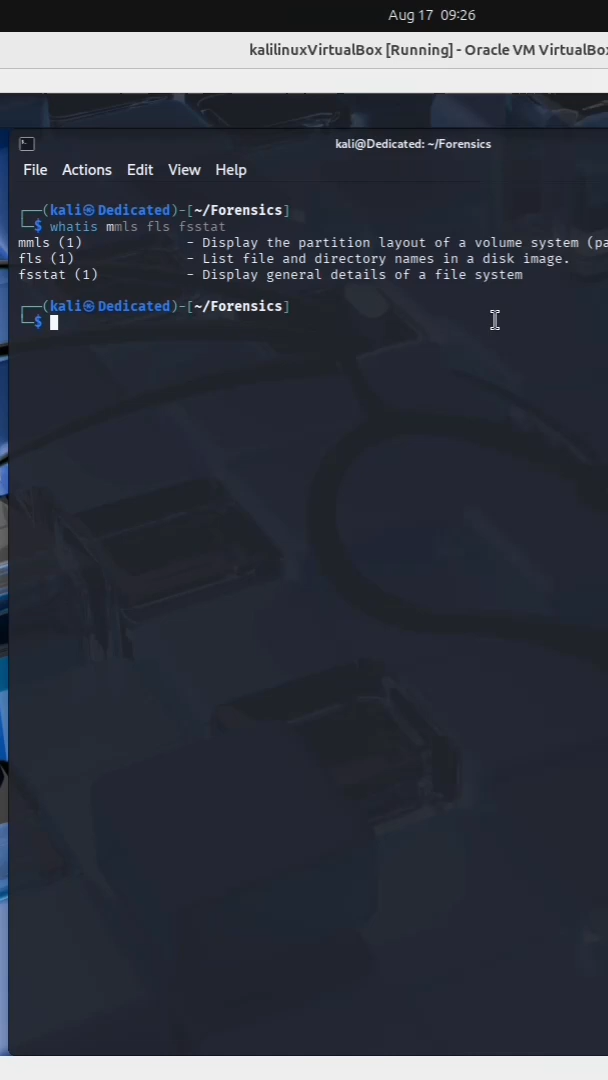 Aug 17 09:26
kalilinuxVirtualBox [Running] - Oracle VM VirtualBo
kali@Dedicated: ~/Forensics
File Actions Edit View Help
┌──(kali㉿Dedicated)-[~/Forensics]
└─$ whatis mmls fls fsstat
mmls (1) - Display the partition layout of a volume system (pa
fls (1) - List file and directory names in a disk image.
fsstat (1) - Display general details of a file system
┌──(kali㉿Dedicated)-[~/Forensics]
└─$